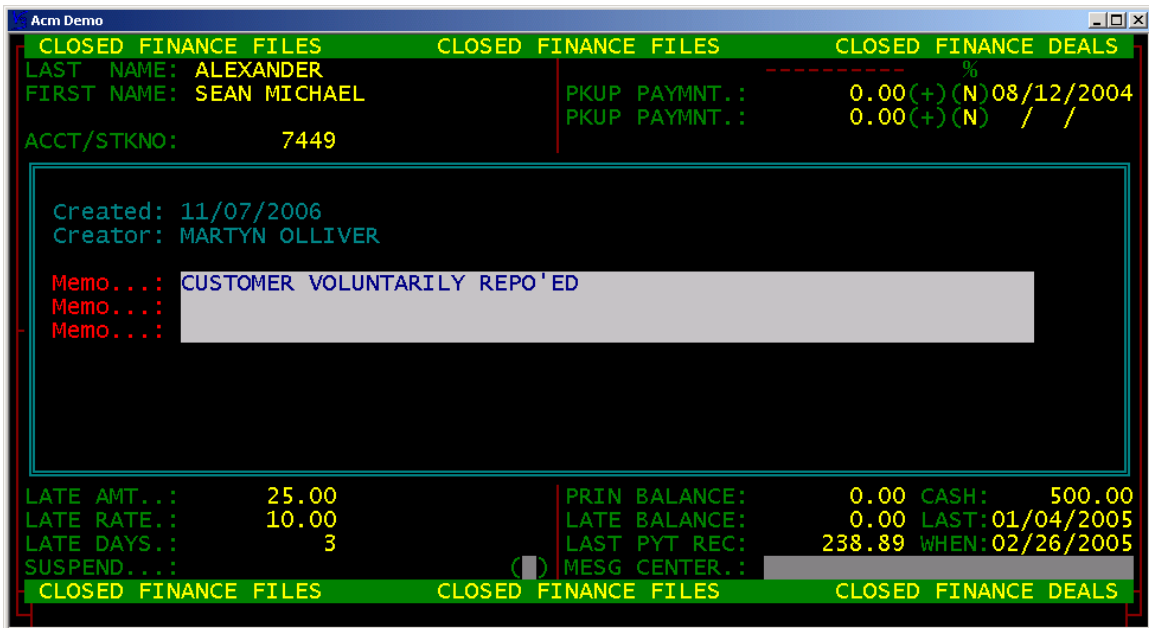 Acm Demo
CLOSED FINANCE FILES CLOSED FINANCE FILES CLOSED FINANCE DEALS
LAST NAME: ALEXANDER ---------- %
FIRST NAME: SEAN MICHAEL PKUP PAYMNT.: 0.00(+)(N)08/12/2004
PKUP PAYMNT.: 0.00(+)(N) / /
ACCT/STKNO: 7449
Created: 11/07/2006
Creator: MARTYN OLLIVER
Memo...: CUSTOMER VOLUNTARILY REPO'ED
Memo...:
Memo...:
LATE AMT..: 25.00 PRIN BALANCE: 0.00 CASH: 500.00
LATE RATE.: 10.00 LATE BALANCE: 0.00 LAST:01/04/2005
LATE DAYS.: 3 LAST PYT REC: 238.89 WHEN:02/26/2005
SUSPEND...: ( ) MESG CENTER.:
CLOSED FINANCE FILES CLOSED FINANCE FILES CLOSED FINANCE DEALS